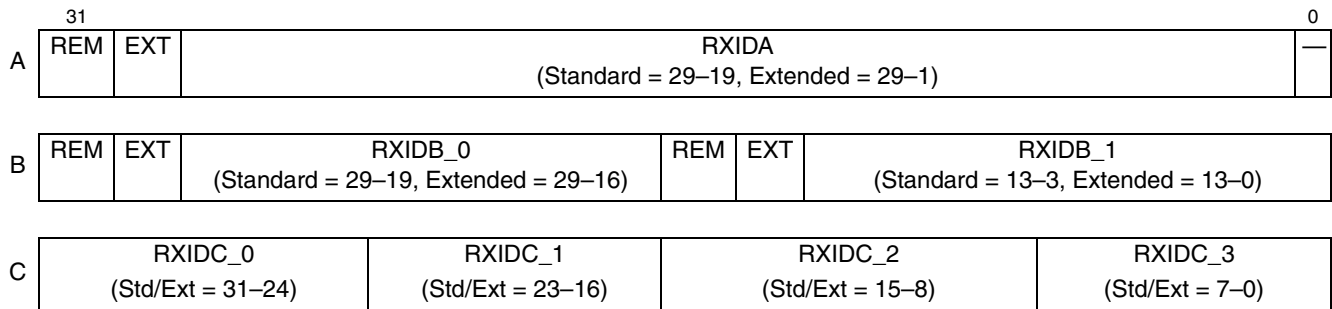 31 0
A REM EXT RXIDA —
(Standard = 29–19, Extended = 29–1)
B REM EXT RXIDB_0 REM EXT RXIDB_1
(Standard = 29–19, Extended = 29–16) (Standard = 13–3, Extended = 13–0)
C RXIDC_0 RXIDC_1 RXIDC_2 RXIDC_3
(Std/Ext = 31–24) (Std/Ext = 23–16) (Std/Ext = 15–8) (Std/Ext = 7–0)